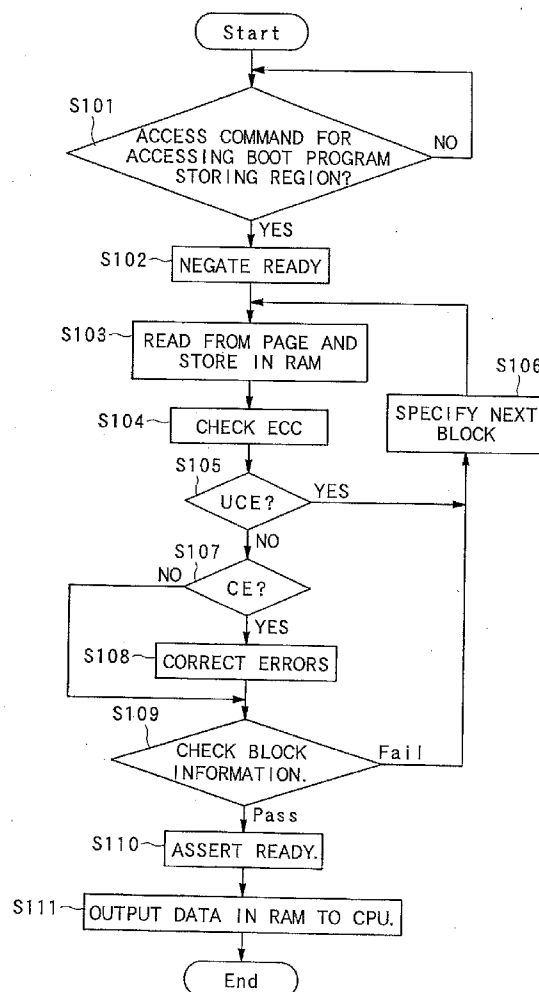 Start
S101
ACCESS COMMAND FOR
ACCESSING BOOT PROGRAM
STORING REGION?
NO
YES
S102
NEGATE READY
S103
READ FROM PAGE AND
STORE IN RAM
S106
SPECIFY NEXT
BLOCK
S104
CHECK ECC
S105
UCE?
YES
NO
S107
NO
CE?
YES
S108
CORRECT ERRORS
S109
CHECK BLOCK
INFORMATION.
Fail
Pass
S110
ASSERT READY.
S111
OUTPUT DATA IN RAM TO CPU.
End